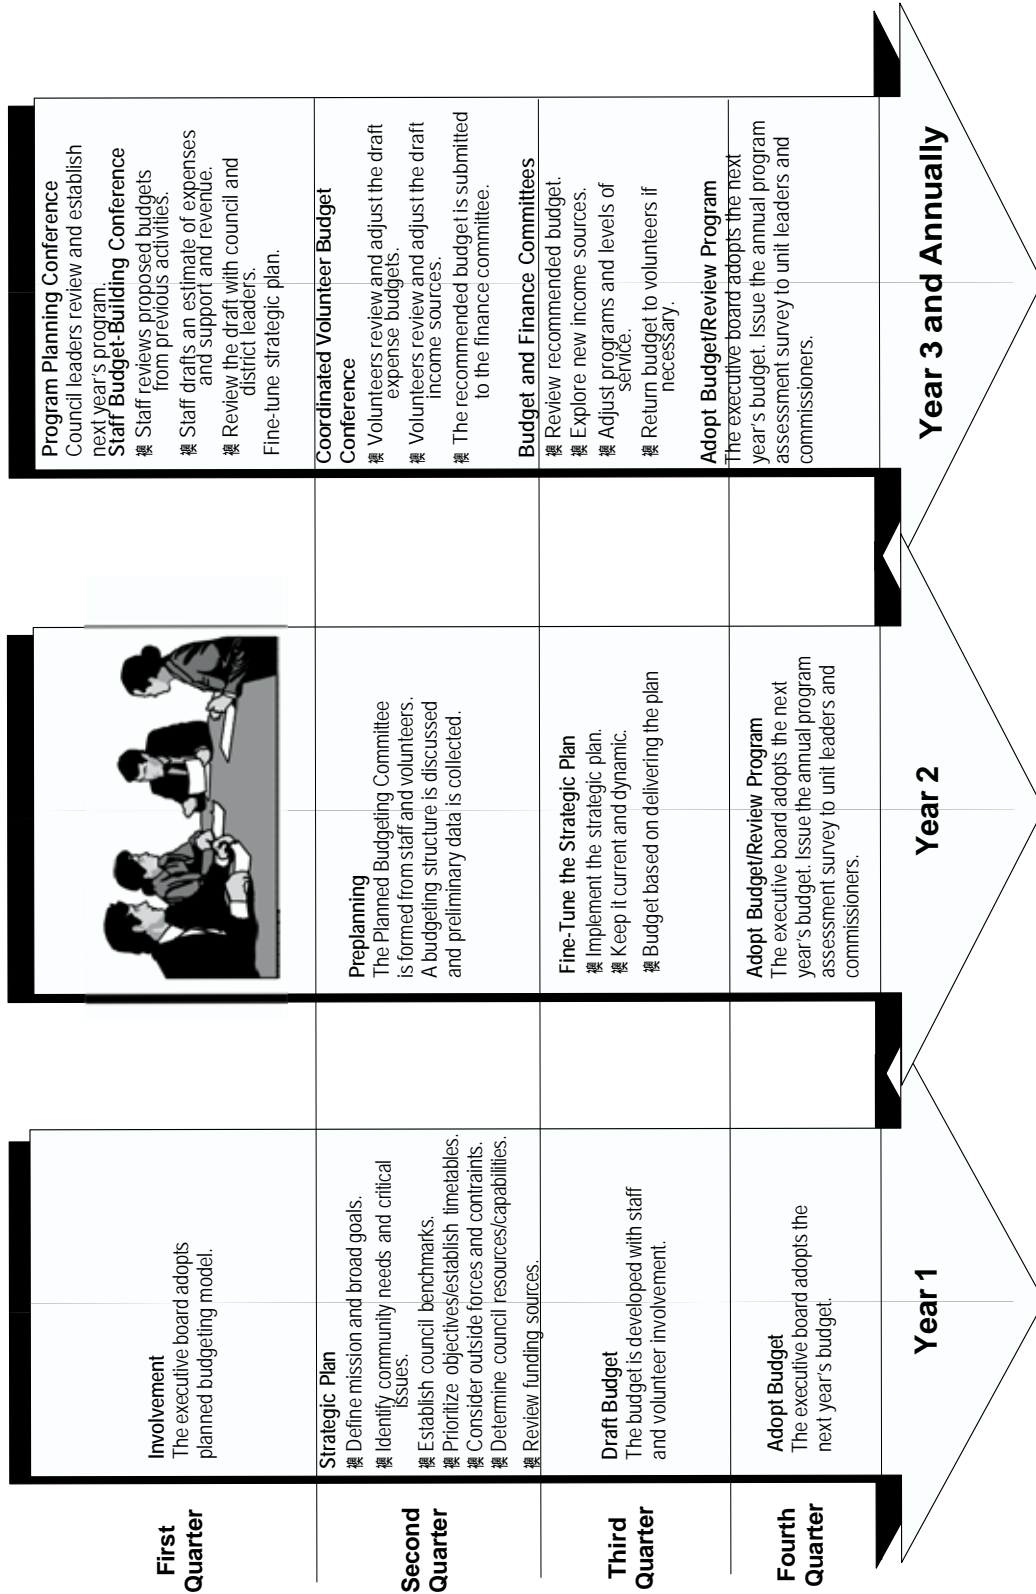 First
Quarter
Involvement
The executive board adopts
planned budgeting model.
Program Planning Conference
Council leaders review and establish
next year's program.
Staff Budget-Building Conference
Staff reviews proposed budgets
from previous activities.
Staff drafts an estimate of expenses
and support and revenue.
Review the draft with council and
district leaders.
Fine-tune strategic plan.
Second
Quarter
Strategic Plan
Define mission and broad goals.
Identify community needs and critical
issues.
Establish council benchmarks.
Prioritize objectives/establish timetables.
Consider outside forces and contraints.
Determine council resources/capabilities.
Review funding sources.
Preplanning
The Planned Budgeting Committee
is formed from staff and volunteers.
A budgeting structure is discussed
and preliminary data is collected.
Coordinated Volunteer Budget
Conference
Volunteers review and adjust the draft
expense budgets.
Volunteers review and adjust the draft
income sources.
The recommended budget is submitted
to the finance committee.
Third
Quarter
Draft Budget
The budget is developed with staff
and volunteer involvement.
Fine-Tune the Strategic Plan
Implement the strategic plan.
Keep it current and dynamic.
Budget based on delivering the plan
Budget and Finance Committees
Review recommended budget.
Explore new income sources.
Adjust programs and levels of
service.
Return budget to volunteers if
necessary.
Fourth
Quarter
Adopt Budget
The executive board adopts the
next year's budget.
Adopt Budget/Review Program
The executive board adopts the next
year's budget. Issue the annual program
assessment survey to unit leaders and
commissioners.
Adopt Budget/Review Program
The executive board adopts the next
year's budget. Issue the annual program
assessment survey to unit leaders and
commissioners.
Year 1
Year 2
Year 3 and Annually